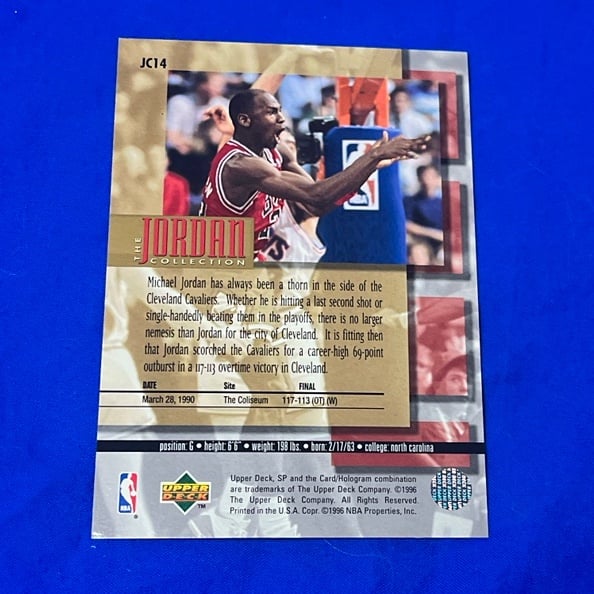 JC14
THE
JORDAN
COLLECTION
Michael Jordan has always been a thorn in the side of the
Cleveland Cavaliers. Whether he is hitting a last second shot or
single-handedly beating them in the playoffs, there is no larger
nemesis than Jordan for the city of Cleveland. It is fitting then
that Jordan scorched the Cavaliers for a career-high 69-point
outburst in a 117-113 overtime victory in Cleveland.
DATE Site FINAL
March 28, 1990 The Coliseum 117-113 (OT) (W)
position: G • height: 6'6" • weight: 198 lbs. • born: 2/17/63 • college: north carolina
NBA
UPPER
DECK
TM
Upper Deck, SP and the Card/Hologram combination
are trademarks of The Upper Deck Company. ©1996
The Upper Deck Company. All Rights Reserved.
Printed in the U.S.A. Copr. ©1996 NBA Properties, Inc.